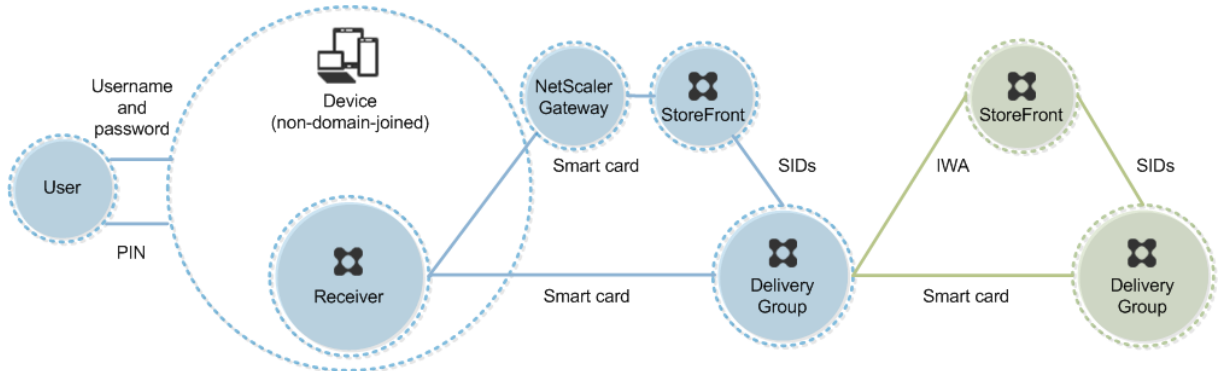 Username
and
password
User
PIN
Device
(non-domain-joined)
Receiver
NetScaler
Gateway
StoreFront
Smart card
SIDs
Smart card
Delivery
Group
IWA
StoreFront
SIDs
Smart card
Delivery
Group